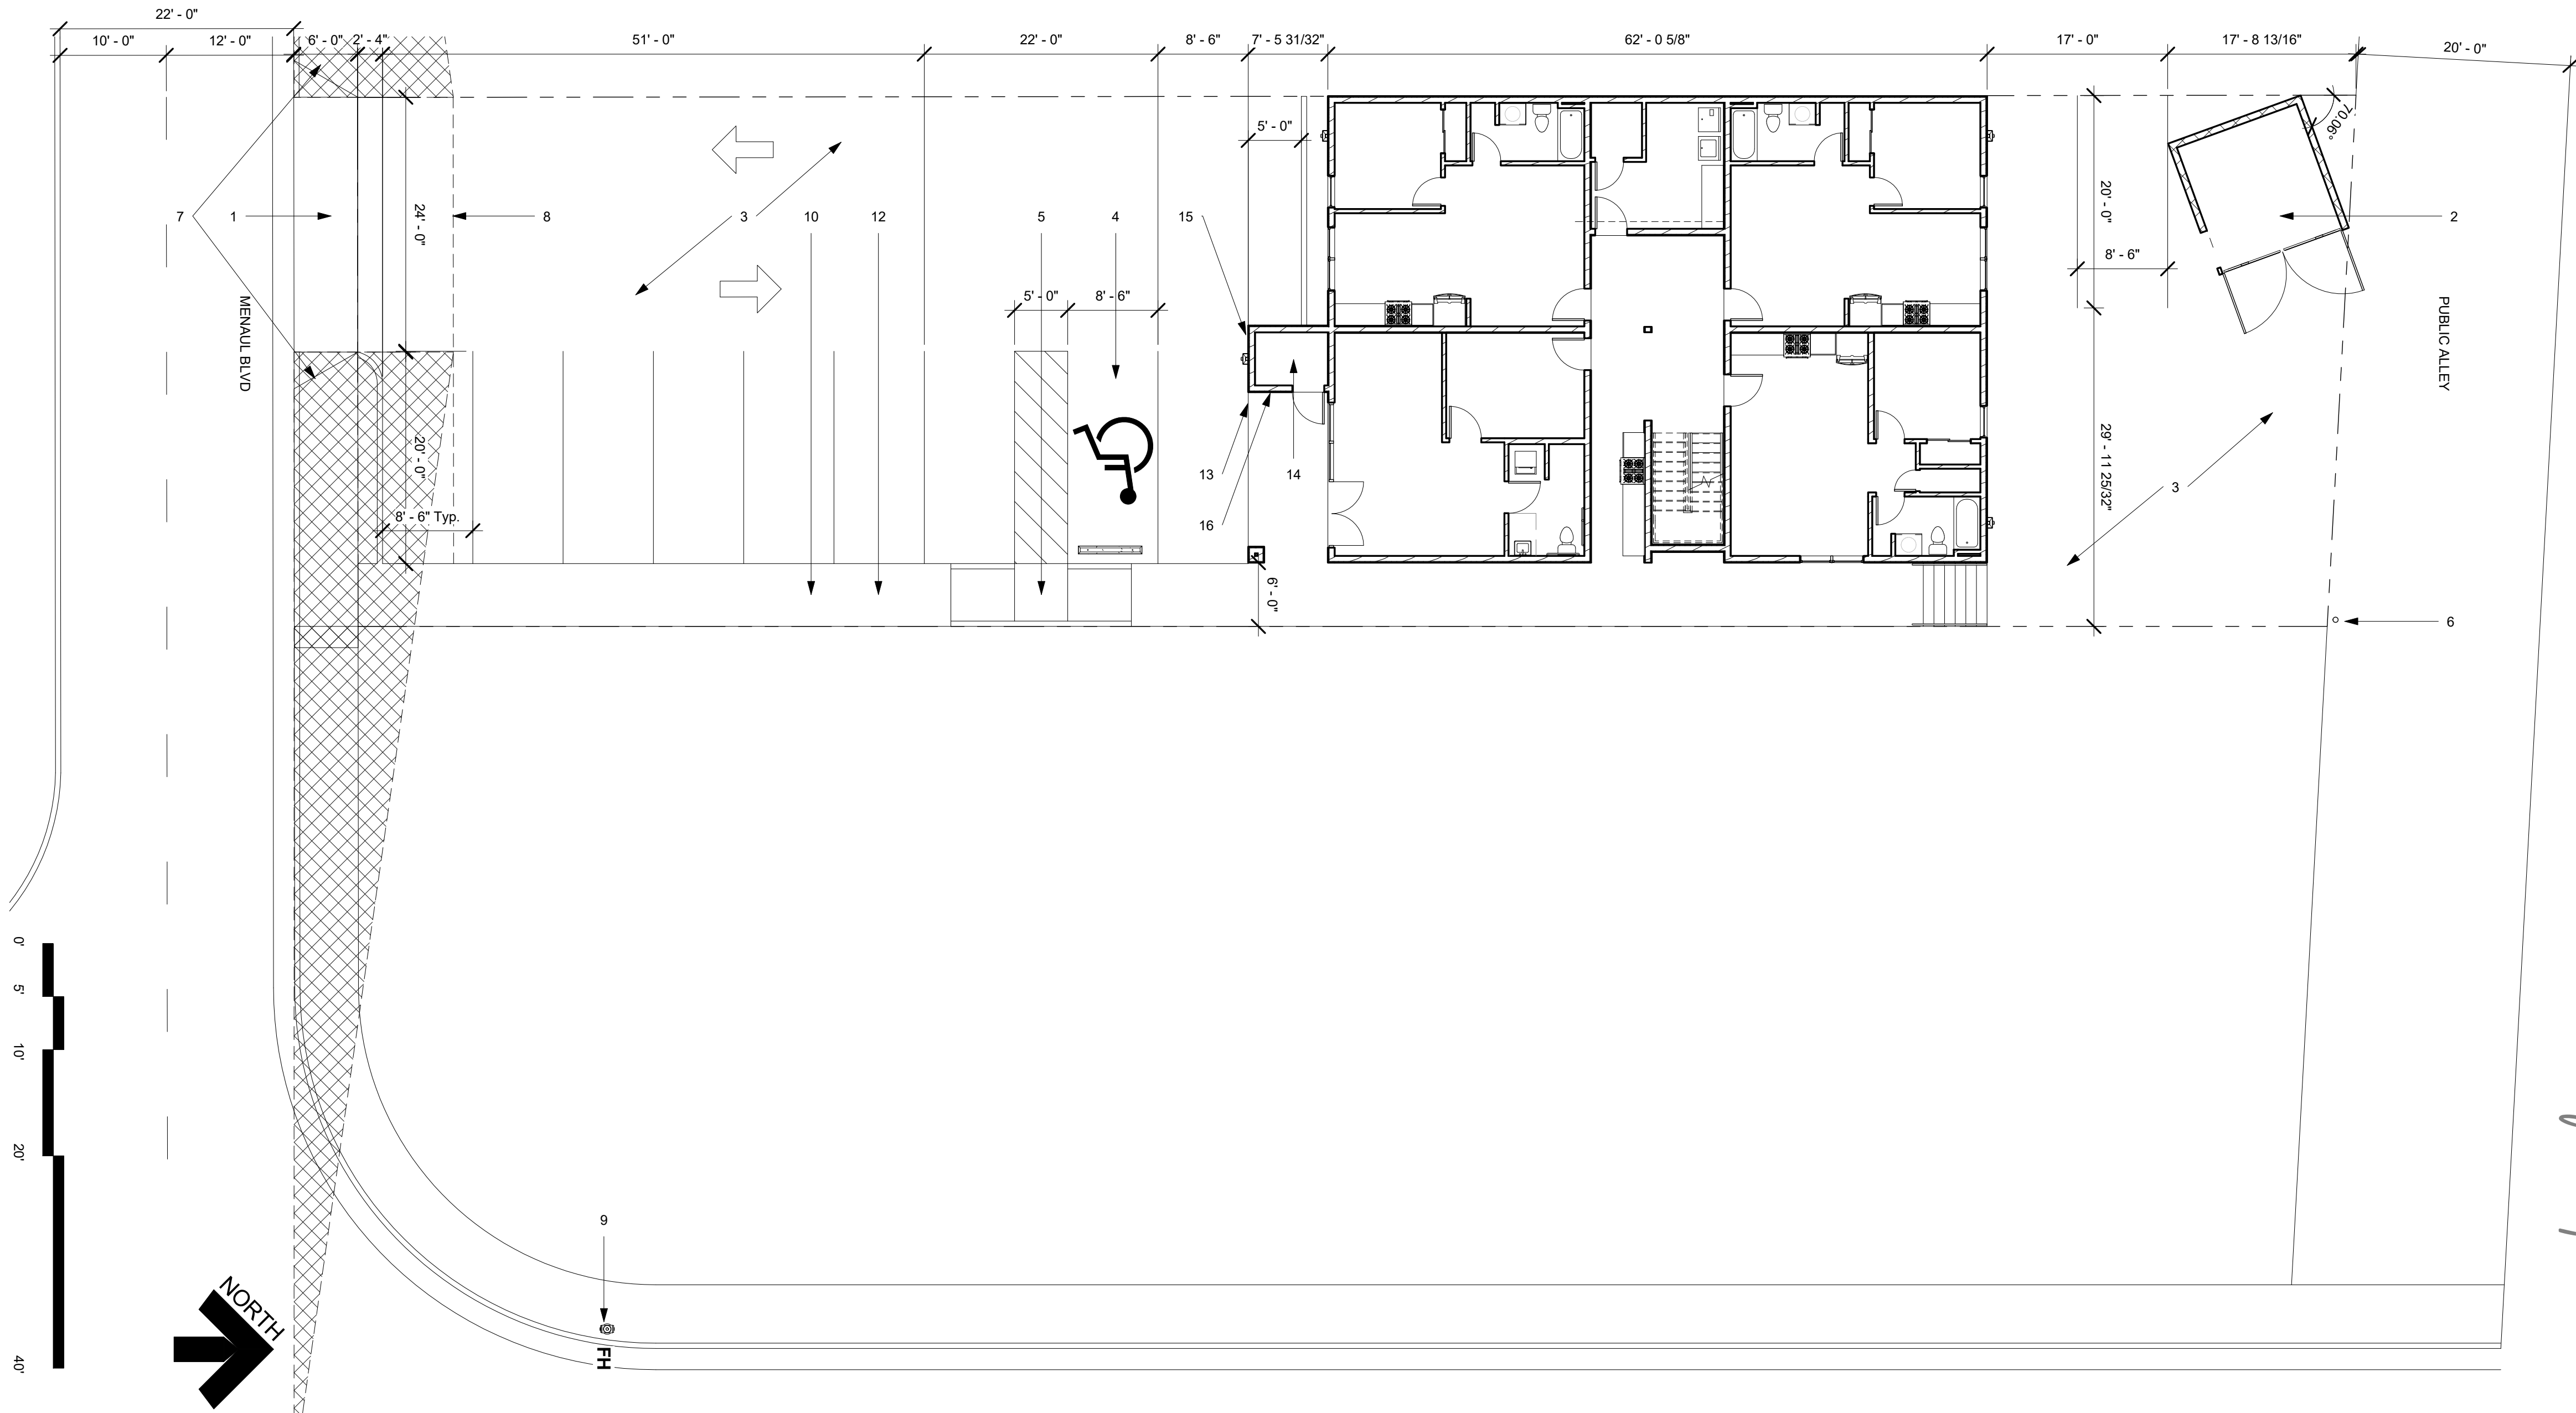 22' - 0"
10' - 0"
12' - 0"
6' - 0"
2' - 4"
51' - 0"
22' - 0"
8' - 6"
7' - 5 31/32"
62' - 0 5/8"
17' - 0"
17' - 8 13/16"
20' - 0"
5' - 0"
70.06°
7
1
24' - 0"
8
3
10
12
5
4
15
20' - 0"
2
8' - 6"
MENAUL BLVD
5' - 0"
8' - 6"
PUBLIC ALLEY
20' - 0"
13
14
29' - 11 25/32"
3
8' - 6" Typ.
16
6' - 0"
6
0'
5'
10'
20'
40'
9
NORTH
FH